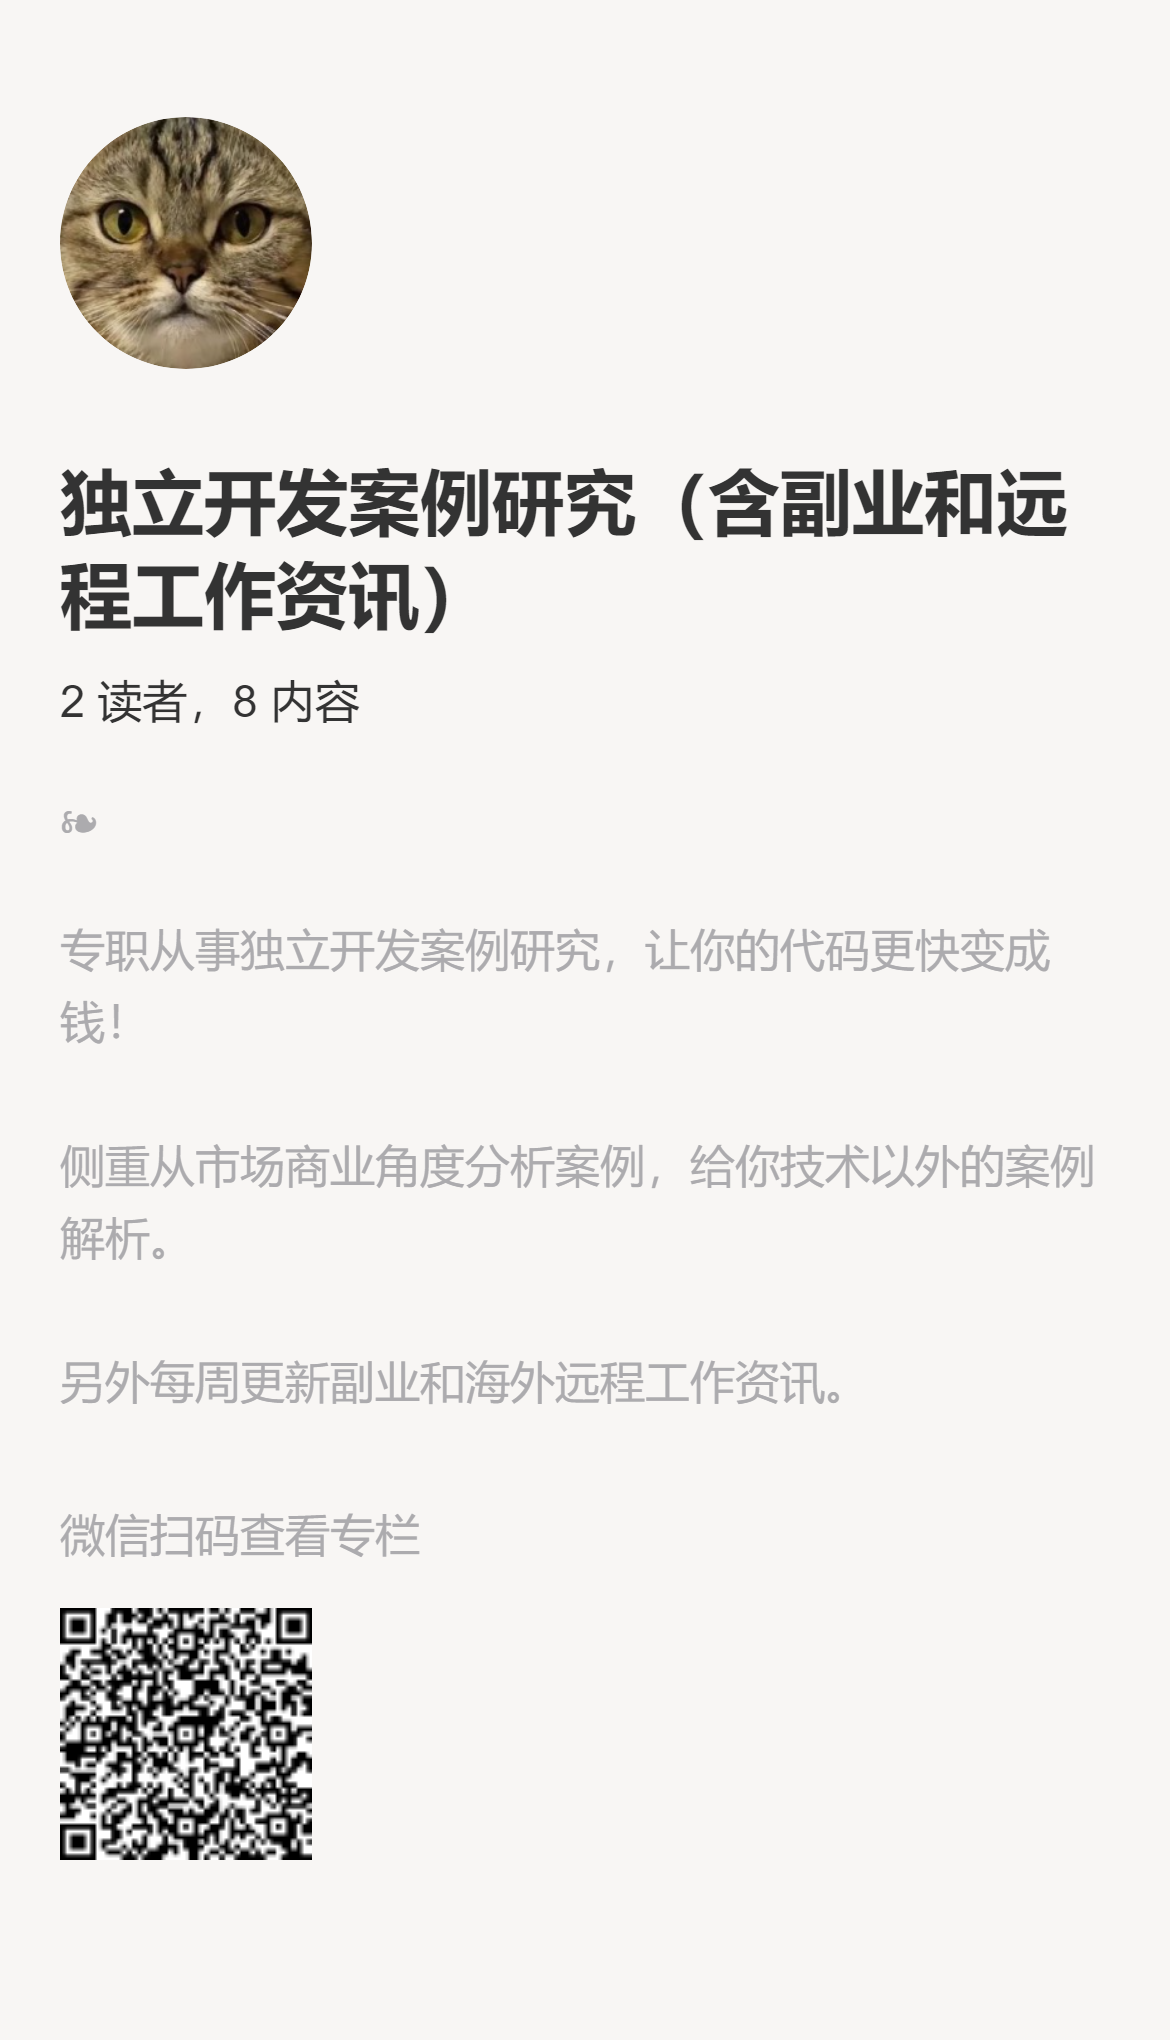 独立开发案例研究（含副业和远
程工作资讯）
2 读者，8 内容
专职从事独立开发案例研究，让你的代码更快变成
钱！
侧重从市场商业角度分析案例，给你技术以外的案例
解析。
另外每周更新副业和海外远程工作资讯。
微信扫码查看专栏